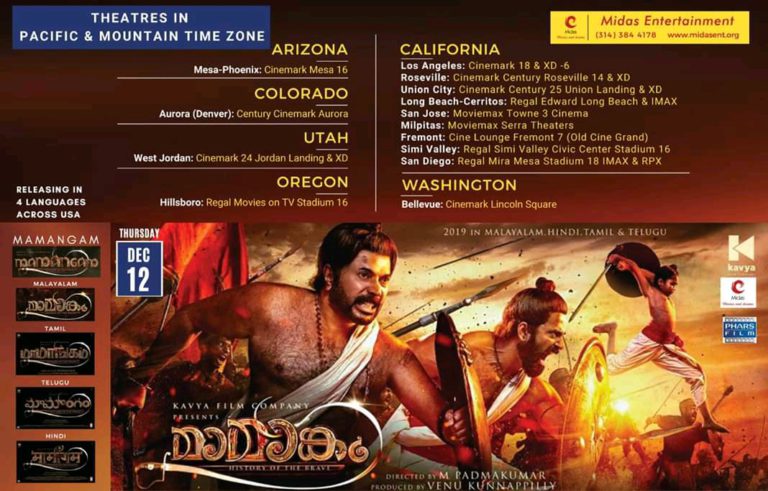 THEATRES IN
PACIFIC & MOUNTAIN TIME ZONE
Midas Entertainment
(314) 384 4178 www.midasent.org
ARIZONA
Mesa-Phoenix: Cinemark Mesa 16
COLORADO
Aurora (Denver): Century Cinemark Aurora
UTAH
West Jordan: Cinemark 24 Jordan Landing & XD
OREGON
Hillsboro: Regal Movies on TV Stadium 16
CALIFORNIA
Los Angeles: Cinemark 18 & XD -6
Roseville: Cinemark Century Roseville 14 & XD
Union City: Cinemark Century 25 Union Landing & XD
Long Beach-Cerritos: Regal Edward Long Beach & IMAX
San Jose: Moviemax Towne 3 Cinema
Milpitas: Moviemax Serra Theaters
Fremont: Cine Lounge Fremont 7 (Old Cine Grand)
Simi Valley: Regal Simi Valley Civic Center Stadium 16
San Diego: Regal Mira Mesa Stadium 18 IMAX & RPX
WASHINGTON
Bellevue: Cinemark Lincoln Square
RELEASING IN
4 LANGUAGES
ACROSS USA
MAMANGAM
MALAYALAM
മാമാങ്കം
TAMIL
TELUGU
HINDI
THURSDAY
DEC
12
2019 IN MALAYALAM, HINDI, TAMIL & TELUGU
kavya
Midas
PHARS
FILM
KAVYA FILM COMPANY
PRESENTS
മാമാങ്കം
HISTORY OF THE BRAVE
DIRECTED BY M PADMAKUMAR
PRODUCED BY VENU KUNNAPPILLY